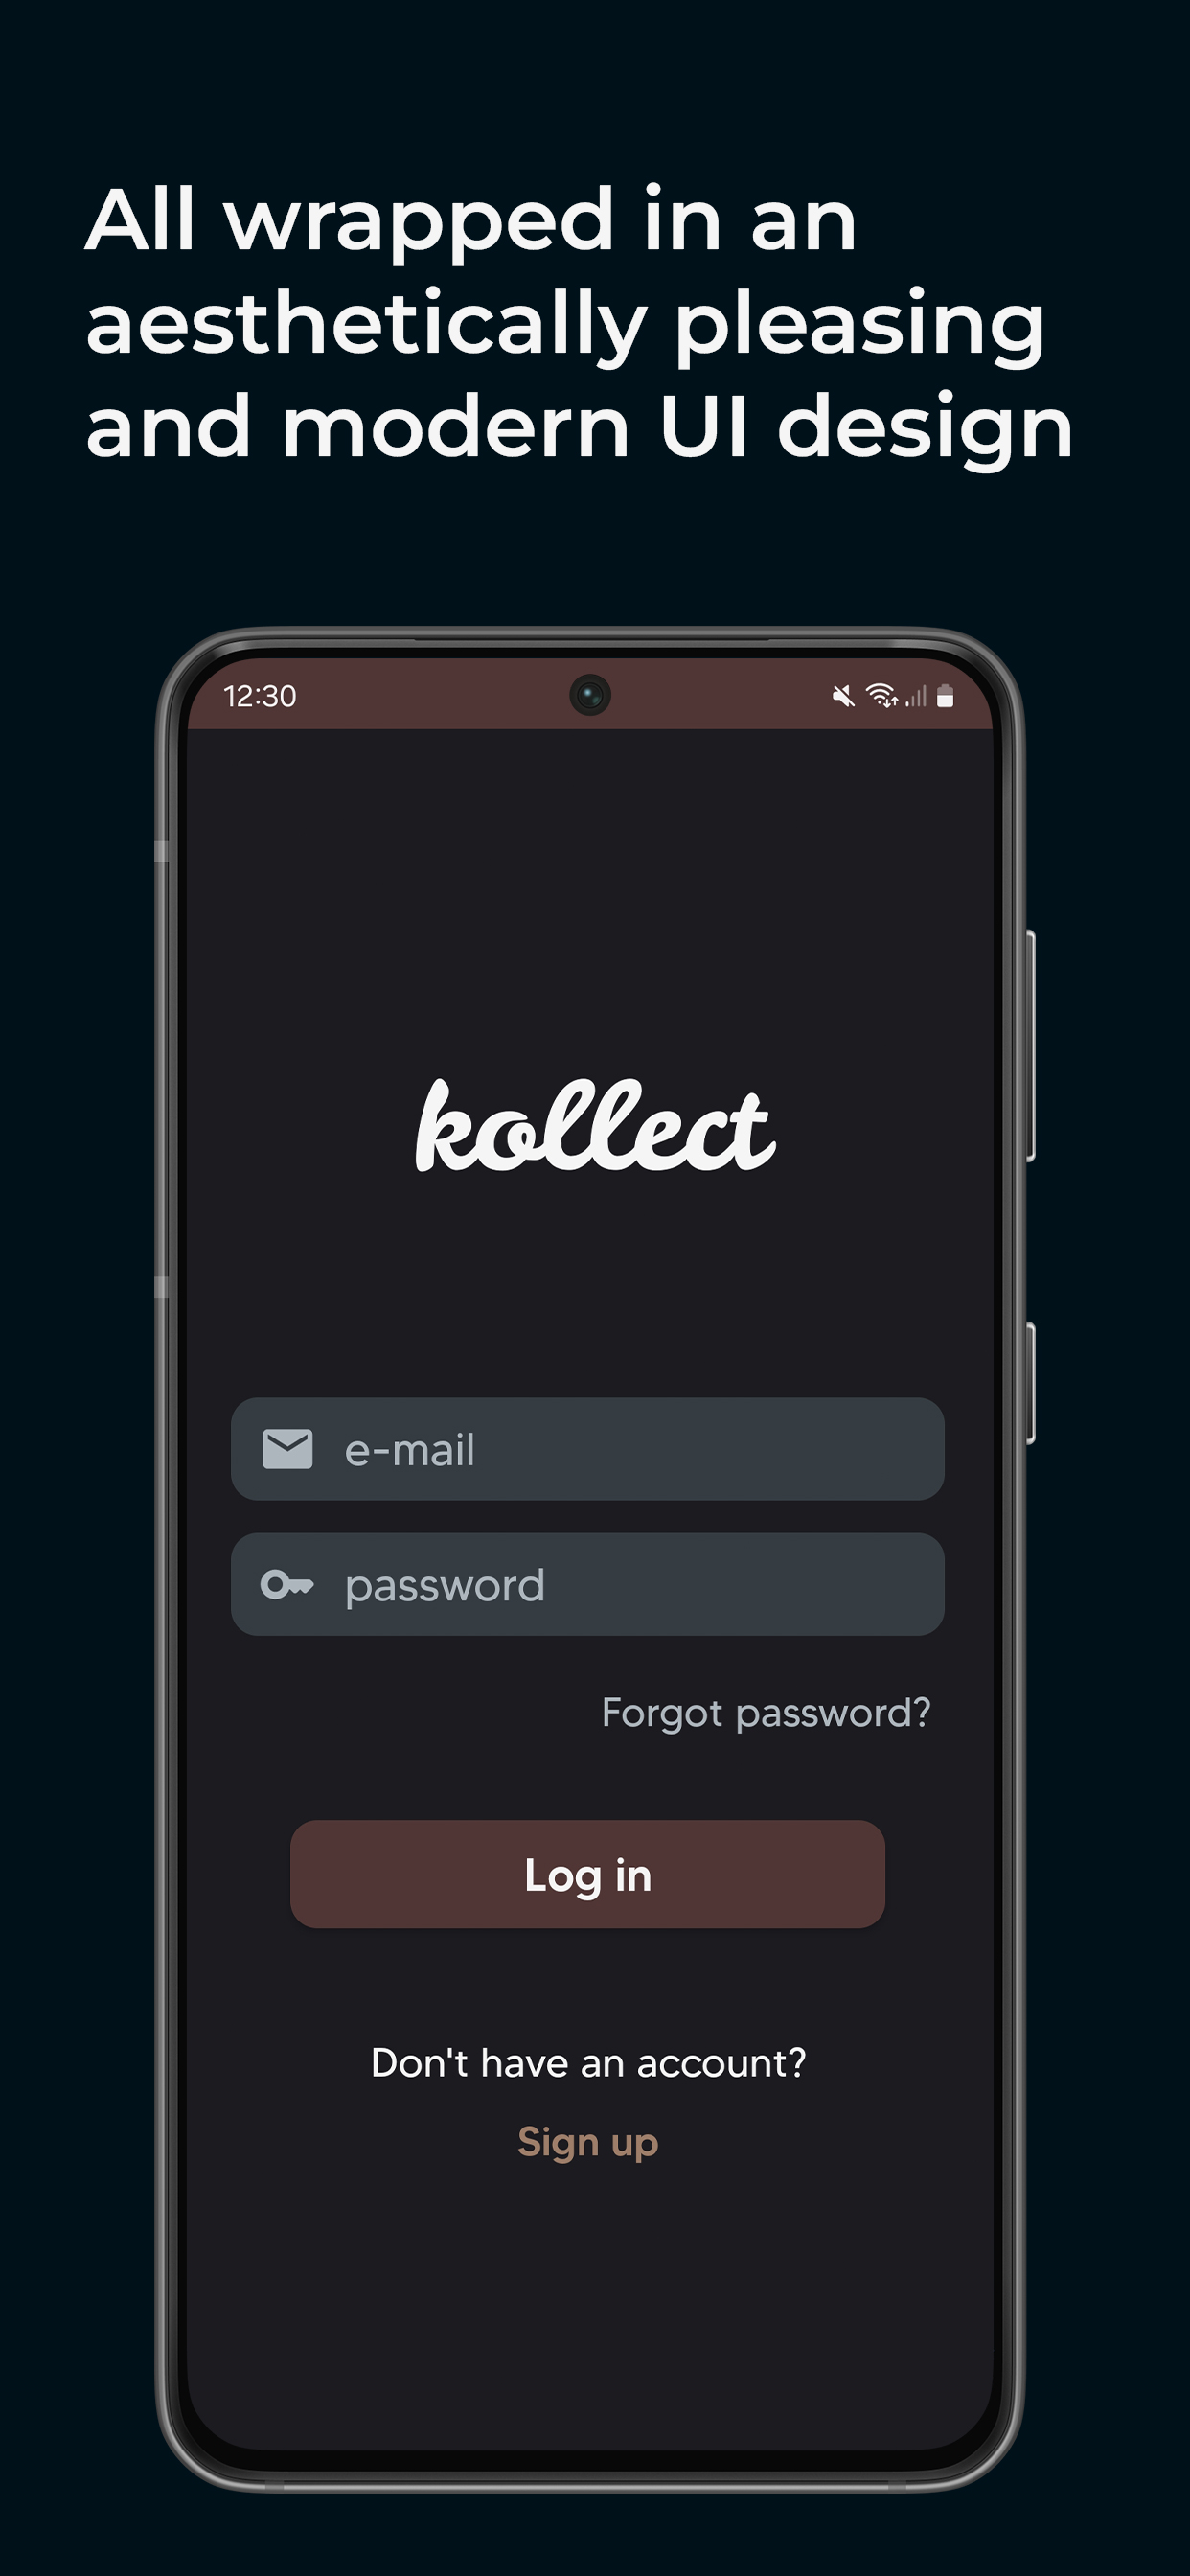 All wrapped in an
aesthetically pleasing
and modern UI design
12:30
kollect
e-mail
password
Forgot password?
Log in
Don't have an account?
Sign up